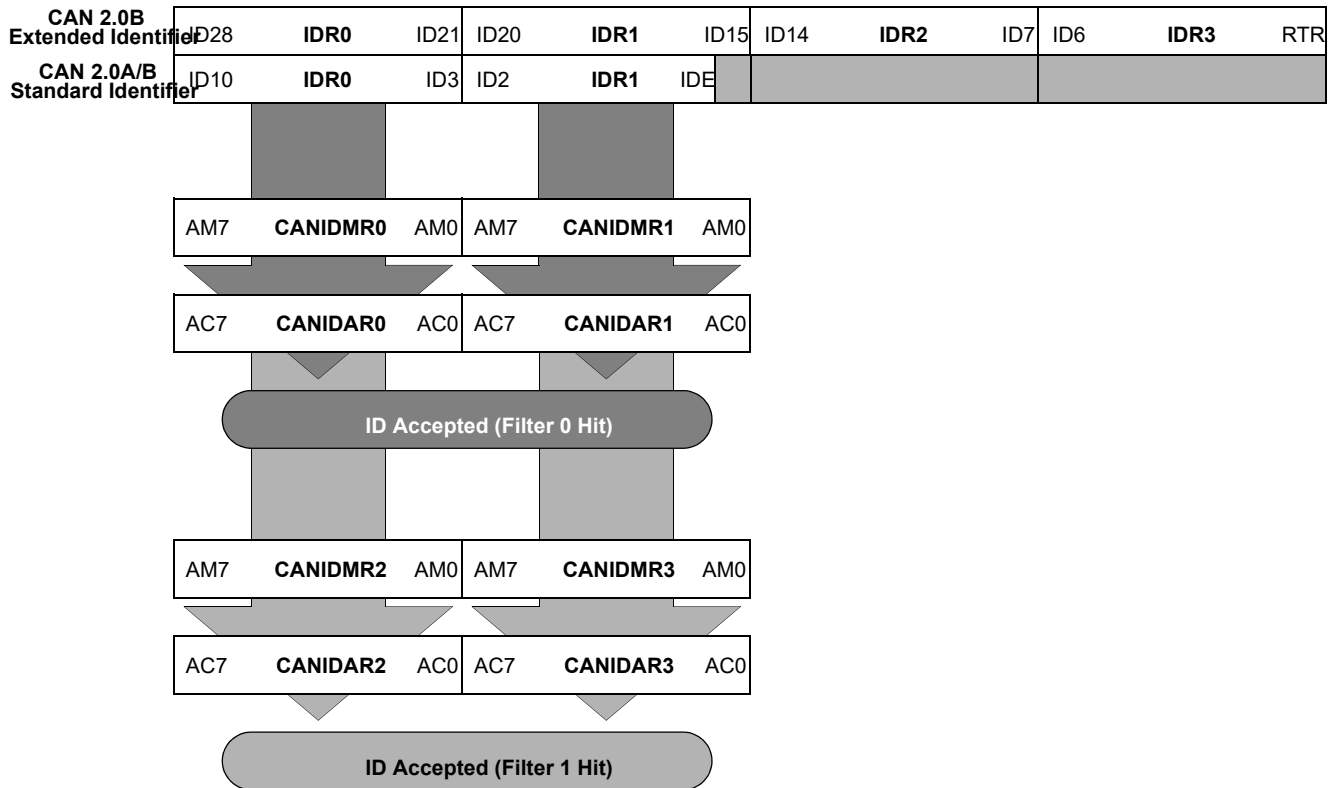 CAN 2.0B
Extended Identifier ID28 IDR0 ID21 ID20 IDR1 ID15 ID14 IDR2 ID7 ID6 IDR3 RTR
CAN 2.0A/B
Standard Identifier ID10 IDR0 ID3 ID2 IDR1 IDE
AM7 CANIDMR0 AM0 AM7 CANIDMR1 AM0
AC7 CANIDAR0 AC0 AC7 CANIDAR1 AC0
ID Accepted (Filter 0 Hit)
AM7 CANIDMR2 AM0 AM7 CANIDMR3 AM0
AC7 CANIDAR2 AC0 AC7 CANIDAR3 AC0
ID Accepted (Filter 1 Hit)